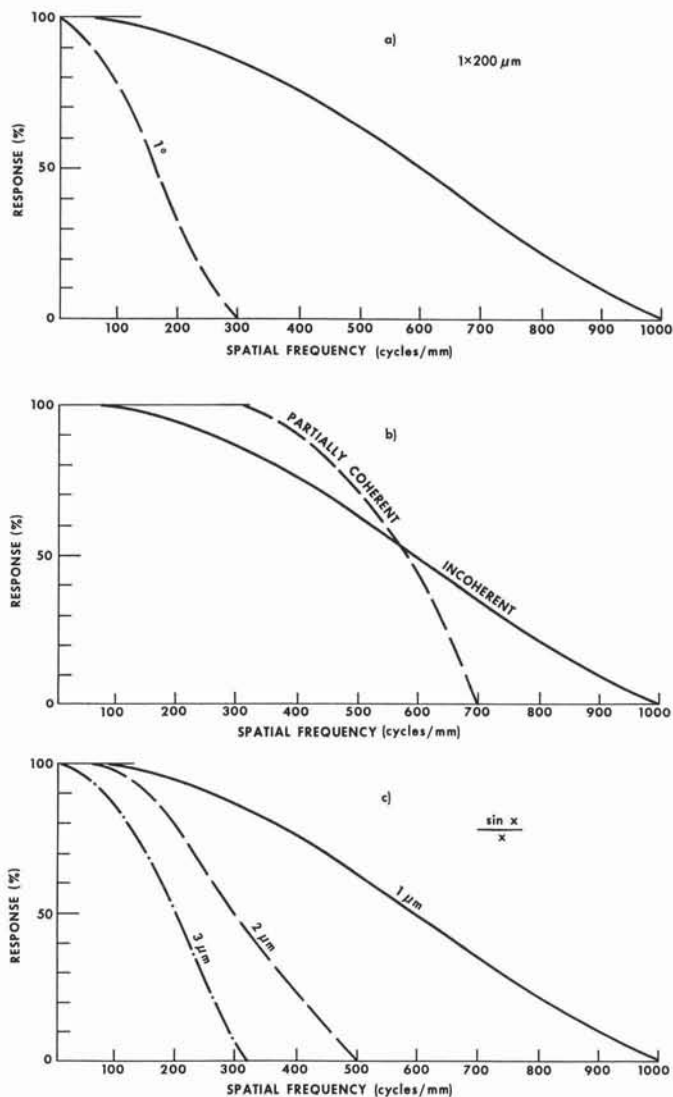 100
a)
1×200 μm
RESPONSE (%)
1°
50
0
100 200 300 400 500 600 700 800 900 1000
SPATIAL FREQUENCY (cycles/mm)
100
b)
PARTIALLY COHERENT
RESPONSE (%)
50
INCOHERENT
0
100 200 300 400 500 600 700 800 900 1000
SPATIAL FREQUENCY (cycles/mm)
100
c)
sin x
x
RESPONSE (%)
50
3 μm
2 μm
1 μm
0
100 200 300 400 500 600 700 800 900 1000
SPATIAL FREQUENCY (cycles/mm)